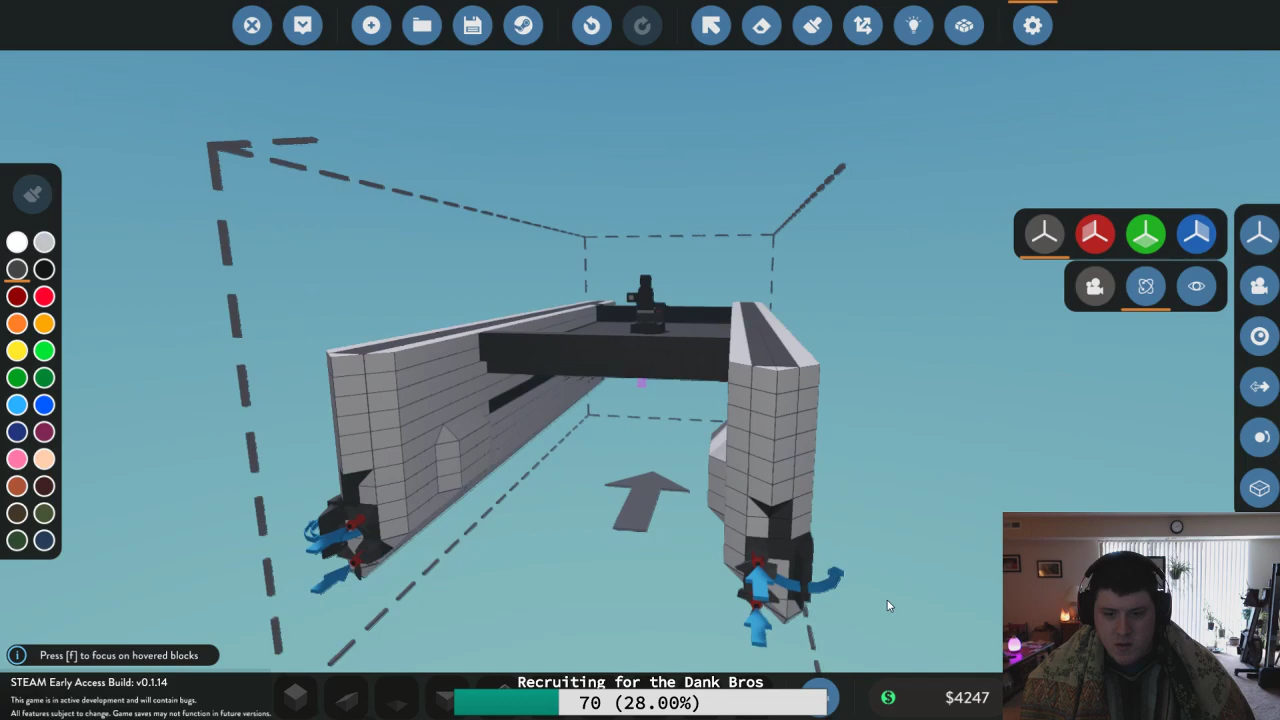 Press [f] to focus on hovered blocks
STEAM Early Access Build: v0.1.14
This game is in active development and will contain bugs.
All features subject to change. Game saves may not function in future versions.
Recruiting for the Dank Bros
70 (28.00%)
$
$4247